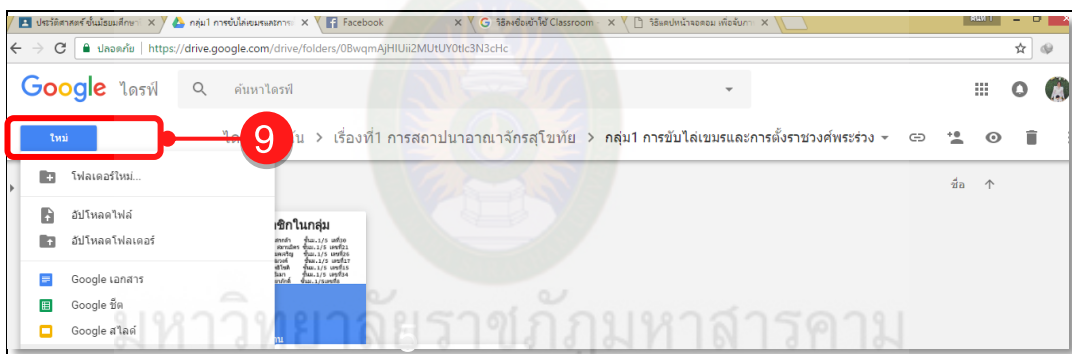 ประวัติศาสตร์ ชั้นมัธยมศึกษา
กลุ่ม1 การขับไล่เขมรและการ
Facebook
วิธีลงชื่อเข้าใช้ Classroom -
วิธีแคปหน้าจอคอม เพื่อจับภา
ปลอดภัย | https://drive.google.com/drive/folders/0BwqmAjHIUii2MUtUY0tIc3N3cHc
Google ไดรฟ์
ค้นหาไดรฟ์
ใหม่
9
> เรื่องที่1 การสถาปนาอาณาจักรสุโขทัย > กลุ่ม1 การขับไล่เขมรและการตั้งราชวงศ์พระร่วง
โฟลเดอร์ใหม่...
ชื่อ
อัปโหลดไฟล์
อัปโหลดโฟลเดอร์
ชิกในกลุ่ม
Google เอกสาร
Google ชีต
Google สไลด์
มหาวิทยาลัยราชภัฏมหาสารคาม